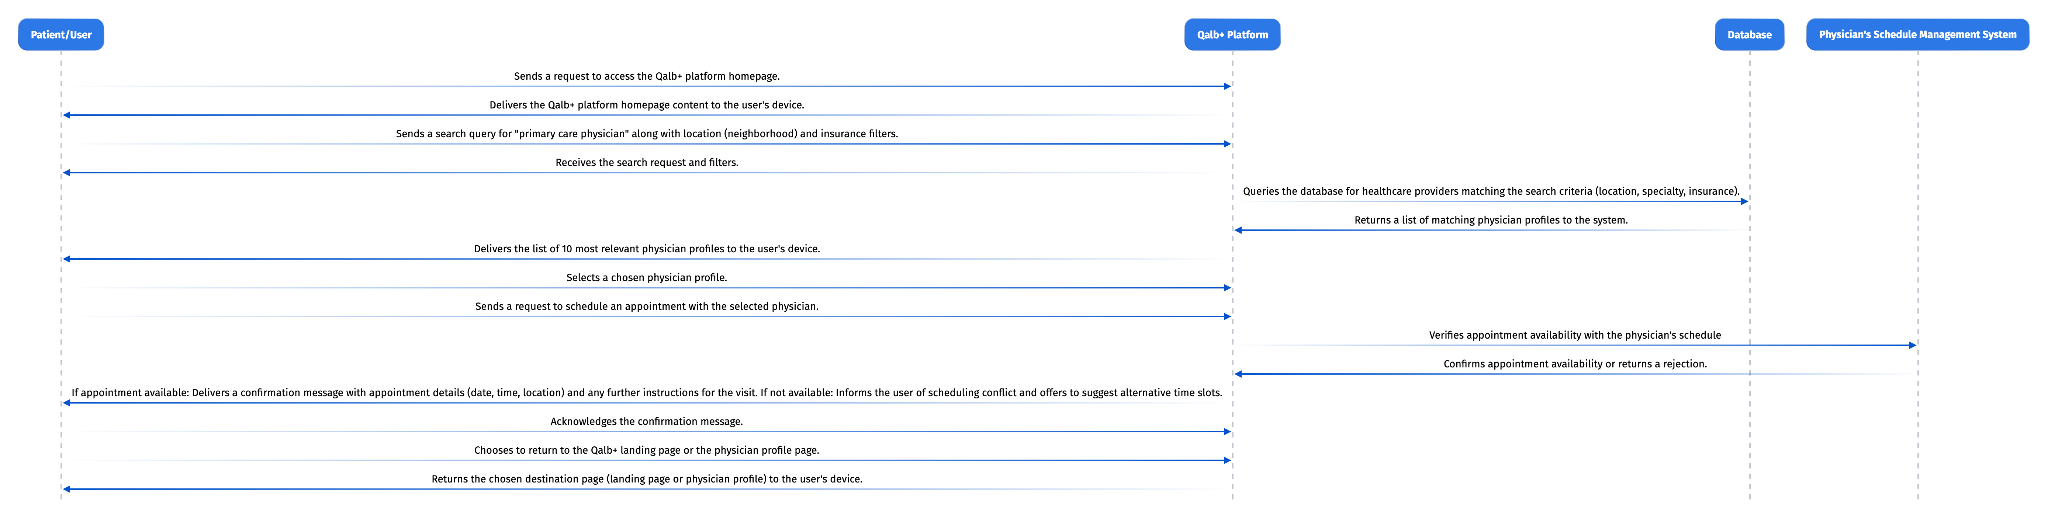 Patient/User
Qalb+ Platform
Database
Physician's Schedule Management System
Sends a request to access the Qalb+ platform homepage.
Delivers the Qalb+ platform homepage content to the user's device.
Sends a search query for "primary care physician" along with location (neighborhood) and insurance filters.
Receives the search request and filters.
Queries the database for healthcare providers matching the search criteria (location, specialty, insurance).
Returns a list of matching physician profiles to the system.
Delivers the list of 10 most relevant physician profiles to the user's device.
Selects a chosen physician profile.
Sends a request to schedule an appointment with the selected physician.
Verifies appointment availability with the physician's schedule
Confirms appointment availability or returns a rejection.
If appointment available: Delivers a confirmation message with appointment details (date, time, location) and any further instructions for the visit. If not available: Informs the user of scheduling conflict and offers to suggest alternative time slots.
Acknowledges the confirmation message.
Chooses to return to the Qalb+ landing page or the physician profile page.
Returns the chosen destination page (landing page or physician profile) to the user's device.